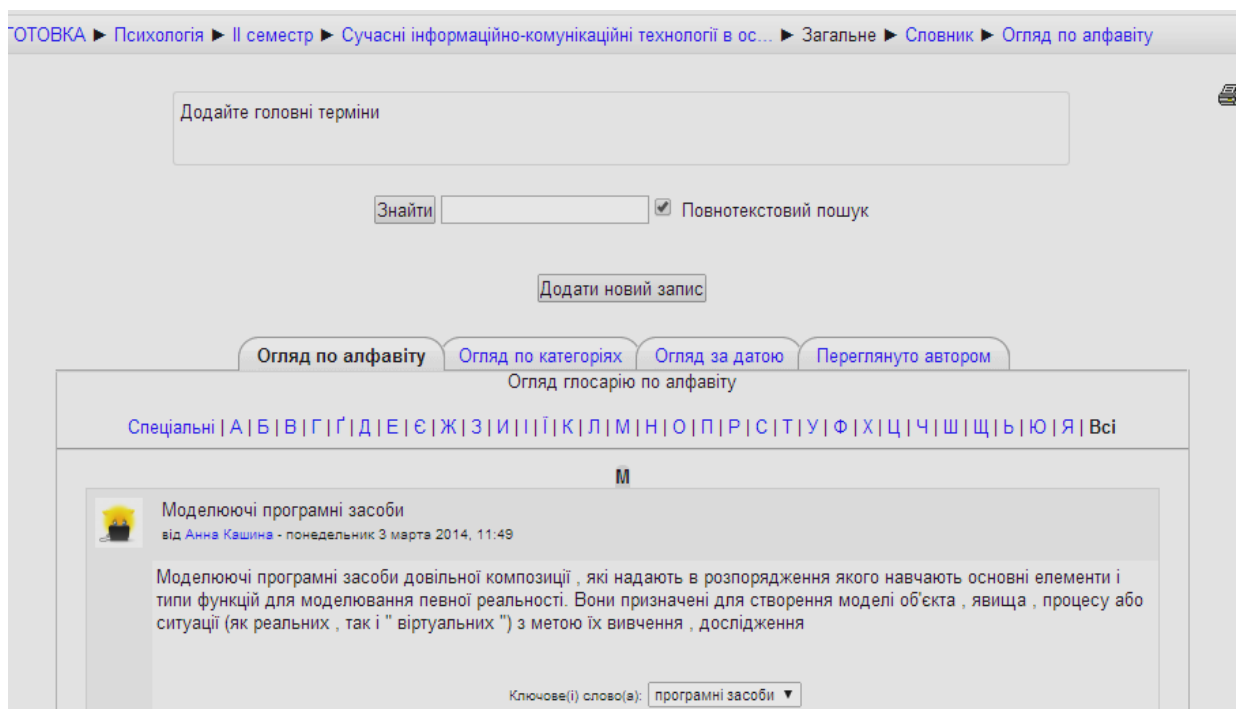 ГОТОВКА ► Психологія ► ІІ семестр ► Сучасні інформаційно-комунікаційні технології в ос... ► Загальне ► Словник ► Огляд по алфавіту
Додайте головні терміни
Знайти Повнотекстовий пошук
Додати новий запис
Огляд по алфавіту Огляд по категоріях Огляд за датою Переглянуто автором
Огляд глосарію по алфавіту
Спеціальні | А | Б | В | Г | Ґ | Д | Е | Є | Ж | З | И | І | Ї | К | Л | М | Н | О | П | Р | С | Т | У | Ф | Х | Ц | Ч | Ш | Щ | Ь | Ю | Я | Всі
М
Моделюючі програмні засоби
від Анна Кашина - понедельник 3 марта 2014, 11:49
Моделюючі програмні засоби довільної композиції , які надають в розпорядження якого навчають основні елементи і
типи функцій для моделювання певної реальності. Вони призначені для створення моделі об'єкта , явища , процесу або
ситуації (як реальних , так і " віртуальних ") з метою їх вивчення , дослідження
Ключове(і) слово(а): програмні засоби ▼